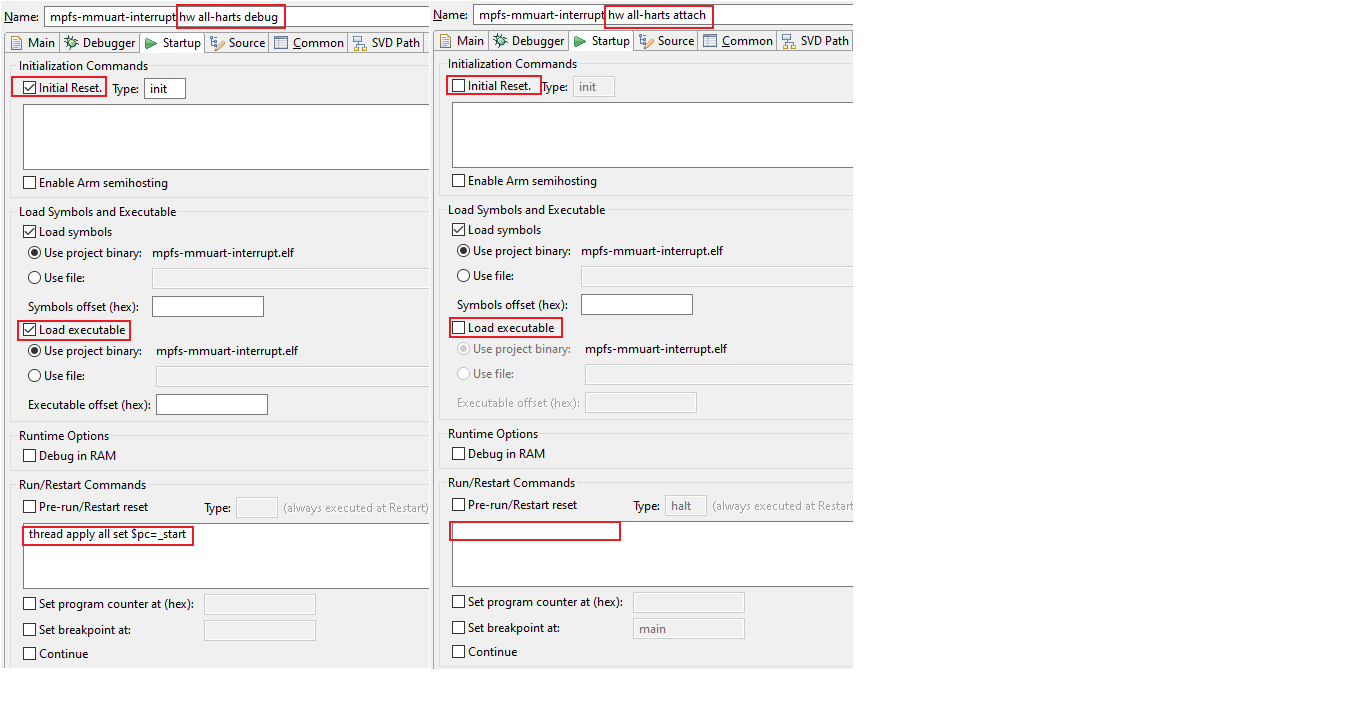 Name: mpfs-mmuart-interrupt hw all-harts debug
Main Debugger Startup Source Common SVD Path
Initialization Commands
Initial Reset. Type: init
Enable Arm semihosting
Load Symbols and Executable
Load symbols
Use project binary: mpfs-mmuart-interrupt.elf
Use file:
Symbols offset (hex):
Load executable
Use project binary: mpfs-mmuart-interrupt.elf
Use file:
Executable offset (hex):
Runtime Options
Debug in RAM
Run/Restart Commands
Pre-run/Restart reset Type: (always executed at Restart)
thread apply all set $pc=_start
Set program counter at (hex):
Set breakpoint at:
Continue
Name: mpfs-mmuart-interrupt hw all-harts attach
Main Debugger Startup Source Common SVD Path
Initialization Commands
Initial Reset. Type: init
Enable Arm semihosting
Load Symbols and Executable
Load symbols
Use project binary: mpfs-mmuart-interrupt.elf
Use file:
Symbols offset (hex):
Load executable
Use project binary: mpfs-mmuart-interrupt.elf
Use file:
Executable offset (hex):
Runtime Options
Debug in RAM
Run/Restart Commands
Pre-run/Restart reset Type: halt (always executed at Restart
Set program counter at (hex):
Set breakpoint at: main
Continue